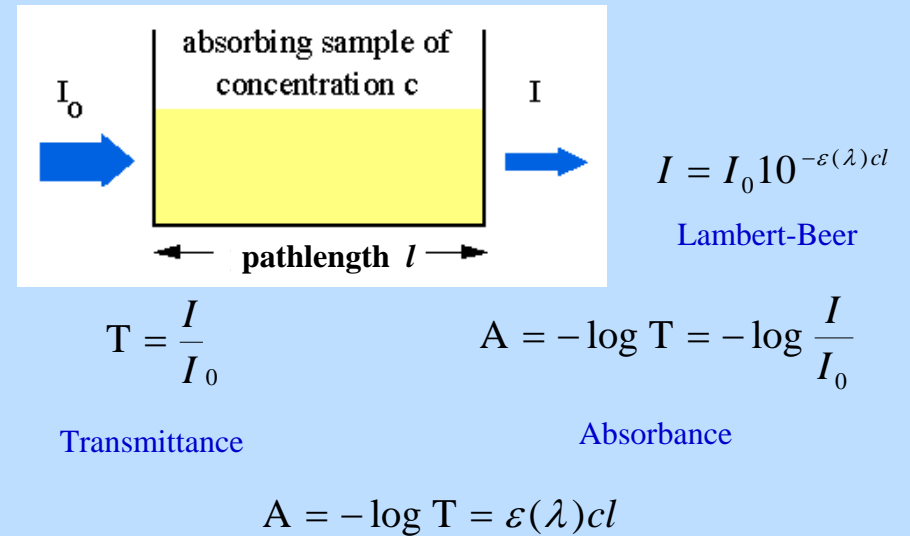 absorbing sample of
concentration c
I₀
I
I = I₀10^{-ε(λ)cl}
Lambert-Beer
pathlength l
T = I/I₀
A = − log T = − log I/I₀
Transmittance
Absorbance
A = − log T = ε(λ)cl